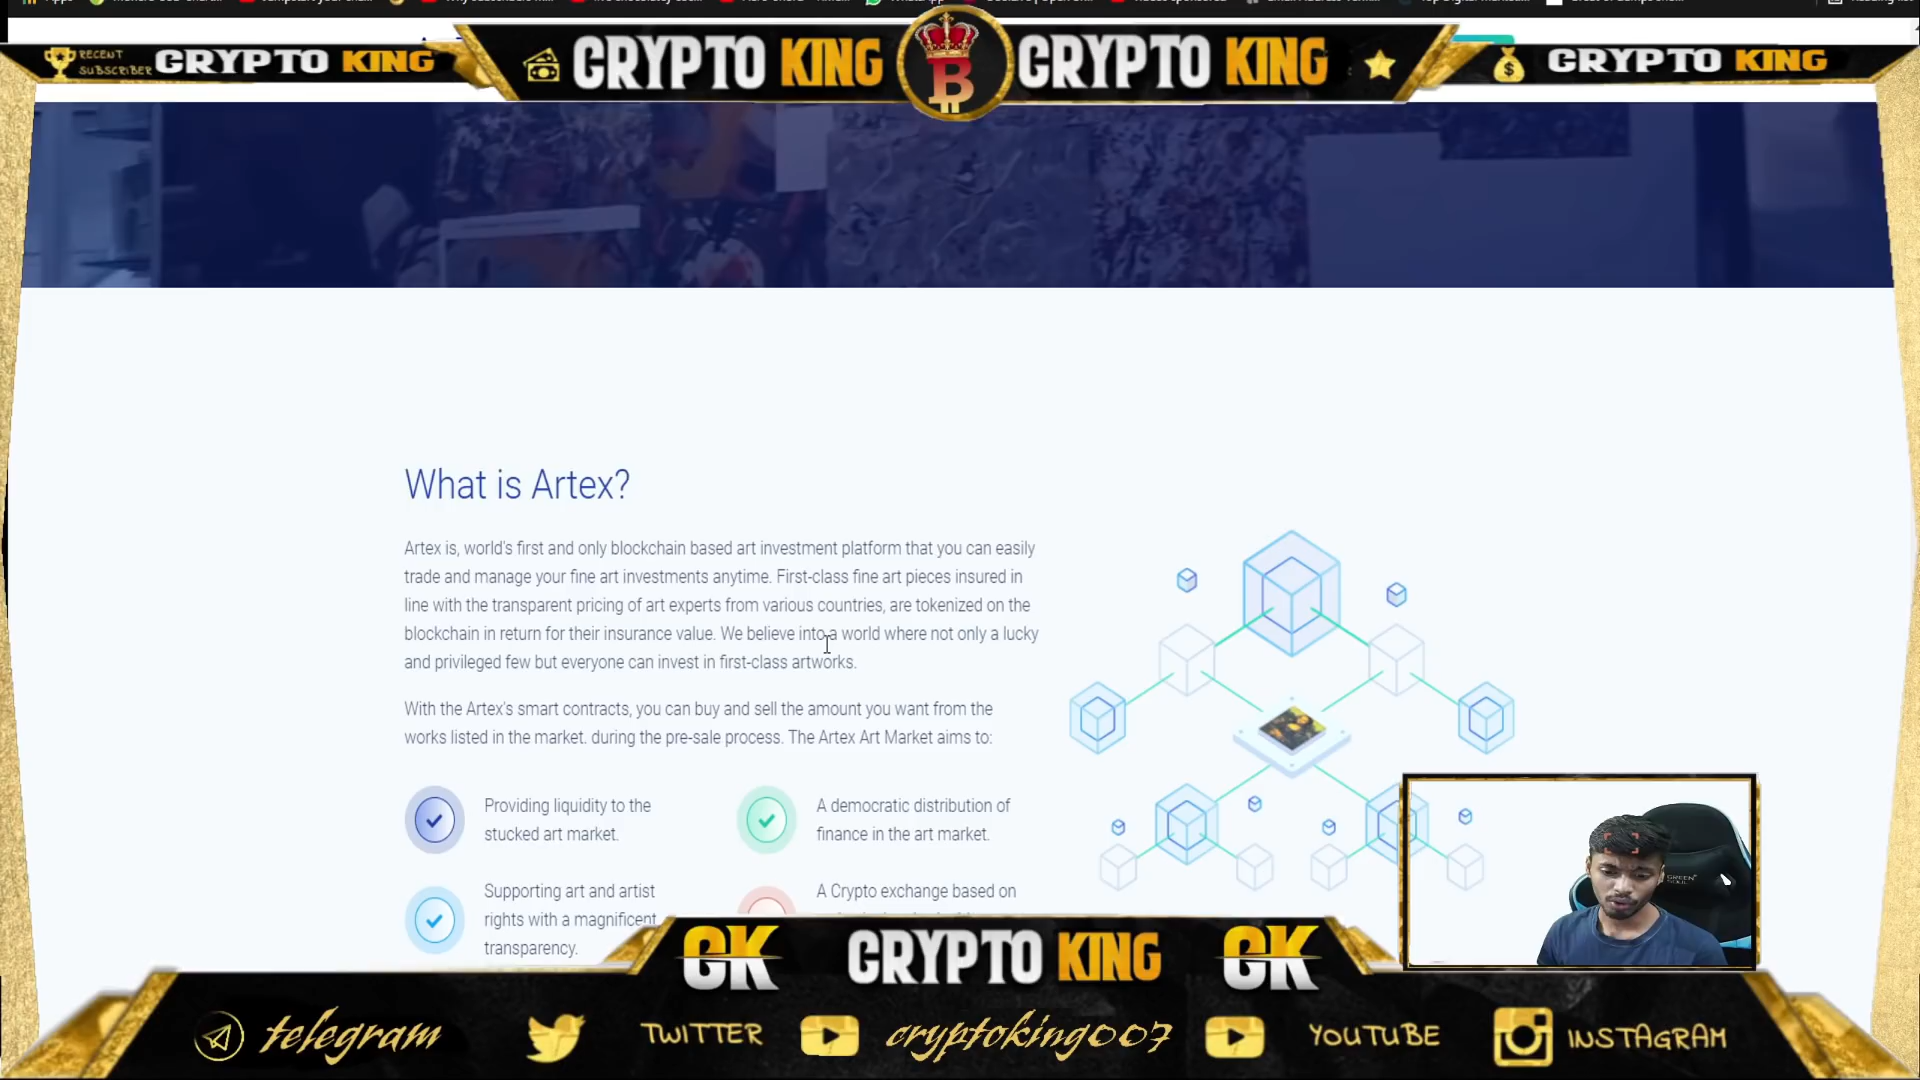 Apps
RECENT
SUBSCRIBER
CRYPTO KING
CRYPTO KING
B
CRYPTO KING
CRYPTO KING
What is Artex?
Artex is, world's first and only blockchain based art investment platform that you can easily
trade and manage your fine art investments anytime. First-class fine art pieces insured in
line with the transparent pricing of art experts from various countries, are tokenized on the
blockchain in return for their insurance value. We believe into a world where not only a lucky
and privileged few but everyone can invest in first-class artworks.
With the Artex's smart contracts, you can buy and sell the amount you want from the
works listed in the market. during the pre-sale process. The Artex Art Market aims to:
Providing liquidity to the
stucked art market.
A democratic distribution of
finance in the art market.
Supporting art and artist
rights with a magnificent
transparency.
A Crypto exchange based on
GREEN
SOUL
CK
CRYPTO KING
CK
telegram
TWITTER
cryptoking007
YOUTUBE
INSTAGRAM